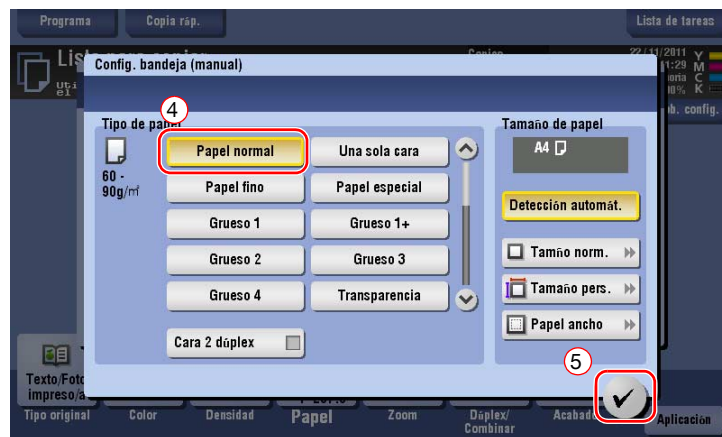 Programa
Copia ráp.
Lista de tareas
22/11/2011
11:29
Y
M
C
K
Config. bandeja (manual)
4
Tipo de papel
Tamaño de papel
Papel normal
Una sola cara
A4
60 -
90g/㎡
Papel fino
Papel especial
Detección automát.
Grueso 1
Grueso 1+
Grueso 2
Grueso 3
Tamño norm.
Grueso 4
Transparencia
Tamaño pers.
Cara 2 dúplex
Papel ancho
5
Texto/Foto
impreso/a
Tipo original
Color
Densidad
Papel
Zoom
Dúplex/
Combinar
Acabado
Aplicación